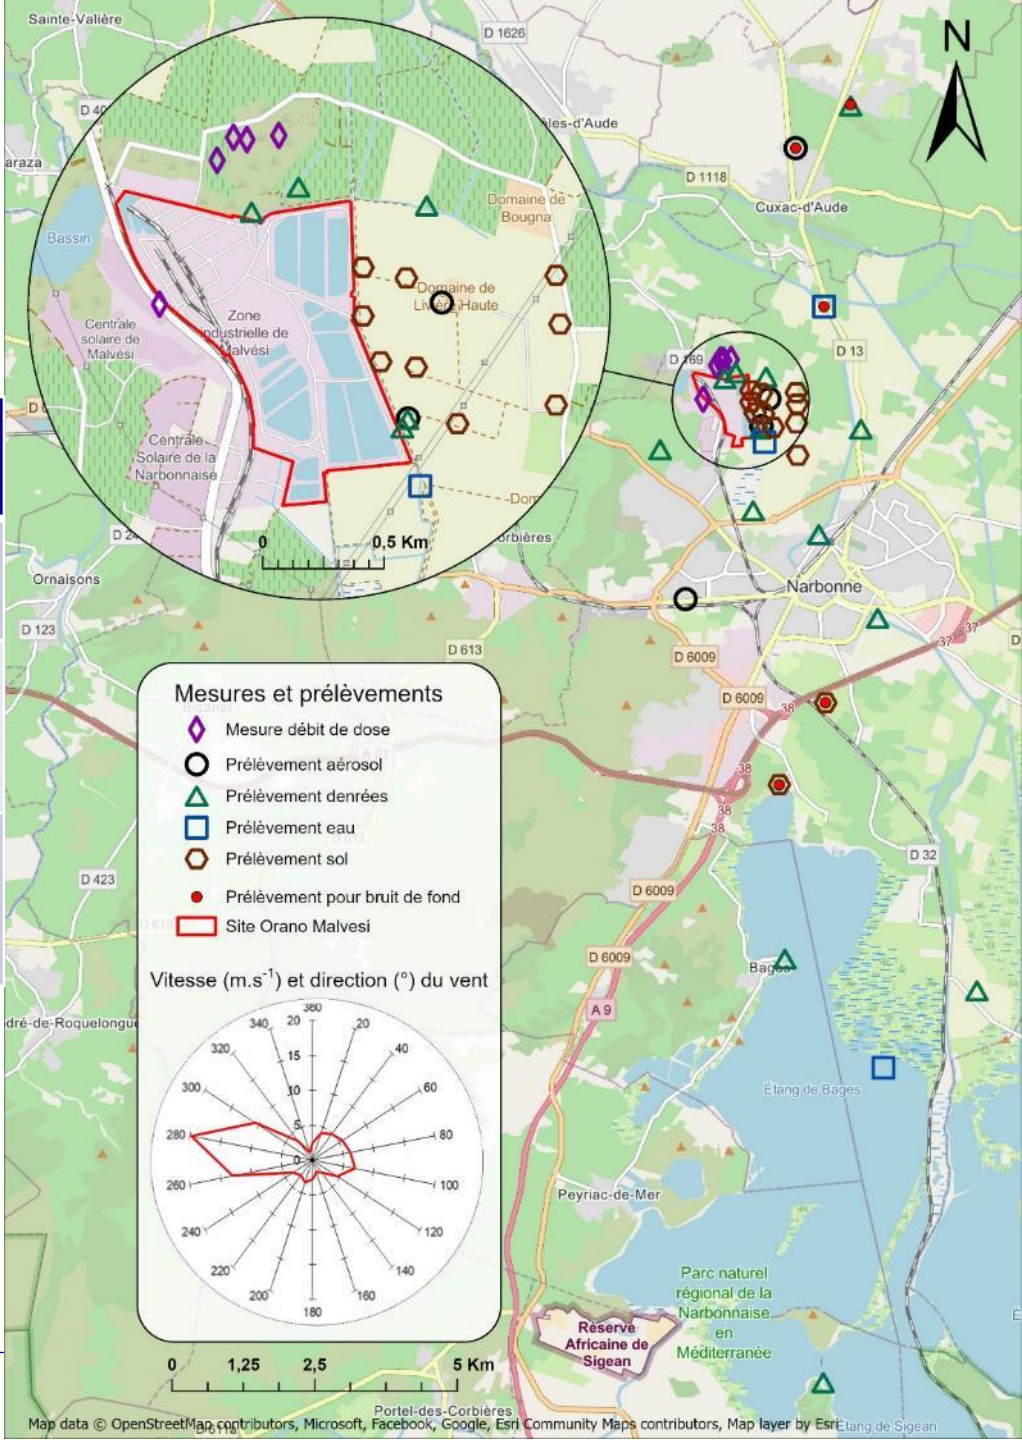 Sainte-Valière
D 1626
N
D 40
les-d'Aude
araza
D 1118
Cuxac-d'Aude
Domaine de
Bougna
Bassin
Domaine de
Livière Haute
Centrale
solaire de
Malvési
Zone
industrielle de
Malvési
D 169
D 13
Centrale
Solaire de la
Narbonnaise
Dom
0
0,5 Km
D 24
orbières
Ornaisons
Narbonne
D 123
D 613
D 6009
37
37
D 6009
38
38
38
38
Mesures et prélèvements
Mesure débit de dose
Prélèvement aérosol
Prélèvement denrées
Prélèvement eau
Prélèvement sol
Prélèvement pour bruit de fond
Site Orano Malvesi
D 423
D 613
D 32
D 6009
D 6009
Bages
A 9
dré-de-Roquelongue
Vitesse (m.s⁻¹) et direction (°) du vent
360
340
20
20
320
15
40
300
10
60
280
5
80
0
260
100
240
120
220
140
200
160
180
Étang de Bages
Peyriac-de-Mer
Parc naturel
régional de la
Narbonnaise
en
Méditerranée
Réserve
Africaine de
Sigean
0
1,25
2,5
5 Km
Portel-des-Corbières
Map data © OpenStreetMap contributors, Microsoft, Facebook, Google, Esri Community Maps contributors, Map layer by Esri
Étang de Sigean
D 611a